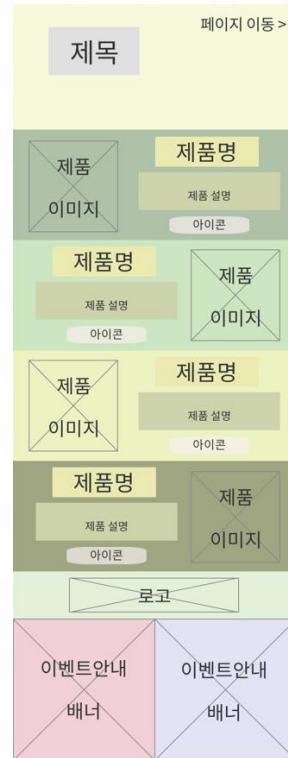 페이지 이동 >
제목
제품
이미지
제품명
제품 설명
아이콘
제품명
제품 설명
아이콘
제품
이미지
제품
이미지
제품명
제품 설명
아이콘
제품명
제품 설명
아이콘
제품
이미지
로고
이벤트안내
배너
이벤트안내
배너